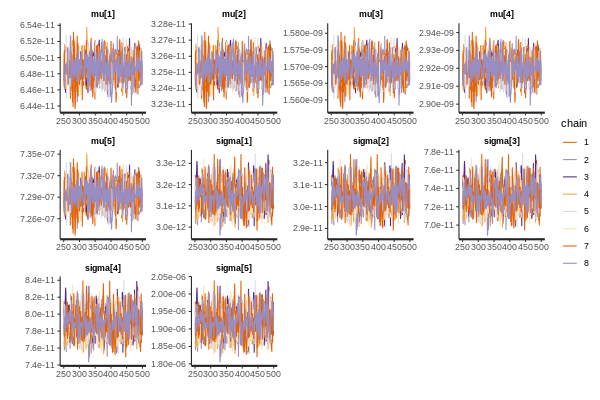 mu[1]
mu[2]
mu[3]
mu[4]
6.54e-11
6.52e-11
6.50e-11
6.48e-11
6.46e-11
6.44e-11
3.28e-11
3.27e-11
3.26e-11
3.25e-11
3.24e-11
3.23e-11
1.580e-09
1.575e-09
1.570e-09
1.565e-09
1.560e-09
2.94e-09
2.93e-09
2.92e-09
2.91e-09
2.90e-09
250300350400450500
250300350400450500
250300350400450500
250300350400450500
mu[5]
sigma[1]
sigma[2]
sigma[3]
7.35e-07
7.32e-07
7.29e-07
7.26e-07
3.3e-12
3.2e-12
3.1e-12
3.0e-12
3.2e-11
3.1e-11
3.0e-11
2.9e-11
7.8e-11
7.6e-11
7.4e-11
7.2e-11
7.0e-11
250300350400450500
250300350400450500
250300350400450500
250300350400450500
sigma[4]
sigma[5]
8.4e-11
8.2e-11
8.0e-11
7.8e-11
7.6e-11
7.4e-11
2.05e-06
2.00e-06
1.95e-06
1.90e-06
1.85e-06
1.80e-06
250300350400450500
250300350400450500
chain
1
2
3
4
5
6
7
8